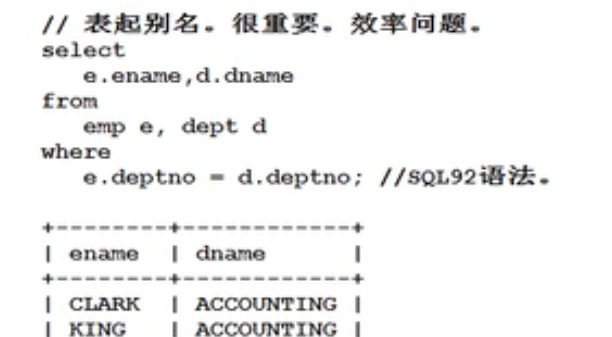 // 表起别名。很重要。效率问题。
select
e.ename,d.dname
from
emp e, dept d
where
e.deptno = d.deptno; //SQL92语法。
+--------+-------------+
| ename  | dname       |
+--------+-------------+
| CLARK  | ACCOUNTING |
| KING   | ACCOUNTING |